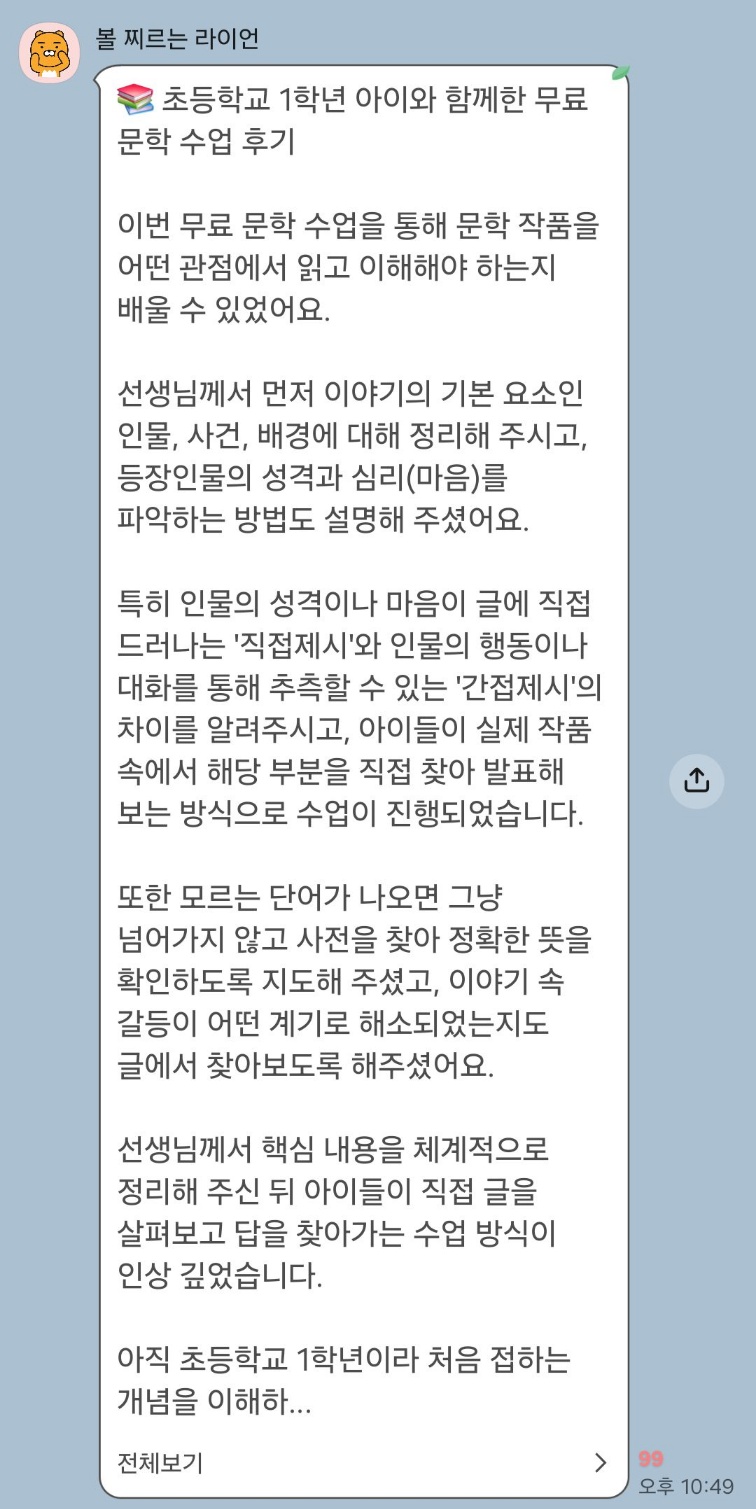 볼 찌르는 라이언
📚 초등학교 1학년 아이와 함께한 무료
문학 수업 후기
이번 무료 문학 수업을 통해 문학 작품을
어떤 관점에서 읽고 이해해야 하는지
배울 수 있었어요.
선생님께서 먼저 이야기의 기본 요소인
인물, 사건, 배경에 대해 정리해 주시고,
등장인물의 성격과 심리(마음)를
파악하는 방법도 설명해 주셨어요.
특히 인물의 성격이나 마음이 글에 직접
드러나는 '직접제시'와 인물의 행동이나
대화를 통해 추측할 수 있는 '간접제시'의
차이를 알려주시고, 아이들이 실제 작품
속에서 해당 부분을 직접 찾아 발표해
보는 방식으로 수업이 진행되었습니다.
또한 모르는 단어가 나오면 그냥
넘어가지 않고 사전을 찾아 정확한 뜻을
확인하도록 지도해 주셨고, 이야기 속
갈등이 어떤 계기로 해소되었는지도
글에서 찾아보도록 해주셨어요.
선생님께서 핵심 내용을 체계적으로
정리해 주신 뒤 아이들이 직접 글을
살펴보고 답을 찾아가는 수업 방식이
인상 깊었습니다.
아직 초등학교 1학년이라 처음 접하는
개념을 이해하...
전체보기
99
오후 10:49